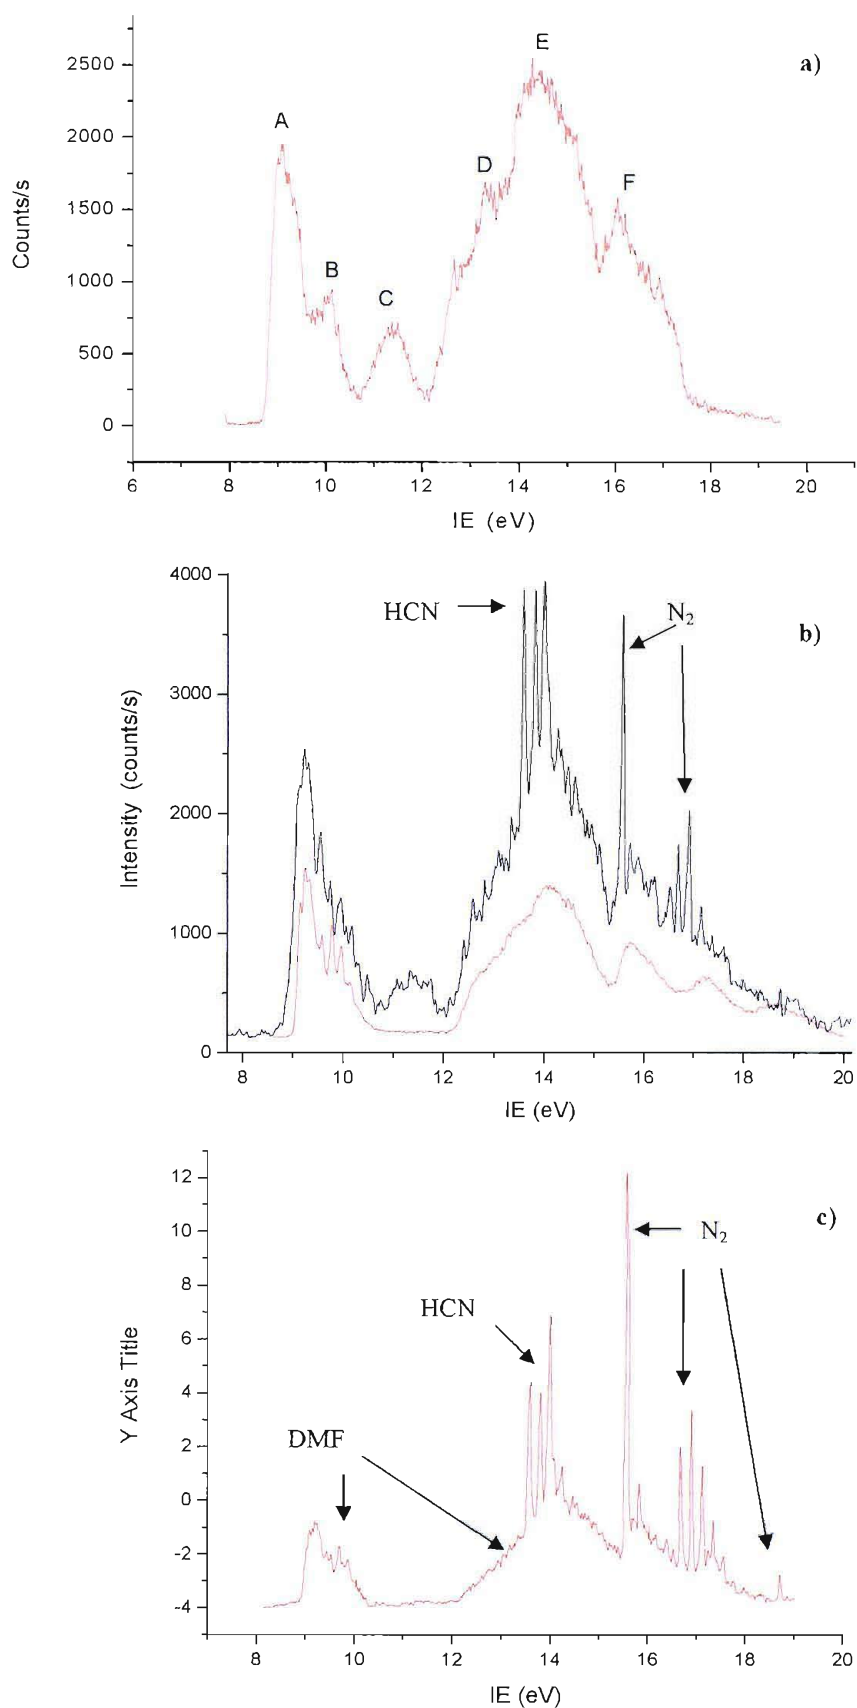 a)
E
A
D
F
B
C
2500
2000
1500
1000
500
0
Counts/s
6 8 10 12 14 16 18 20
IE (eV)
b)
HCN
N₂
4000
3000
2000
1000
0
Intensity (counts/s)
8 10 12 14 16 18 20
IE (eV)
c)
N₂
HCN
DMF
12
10
8
6
4
2
0
-2
-4
Y Axis Title
8 10 12 14 16 18 20
IE (eV)